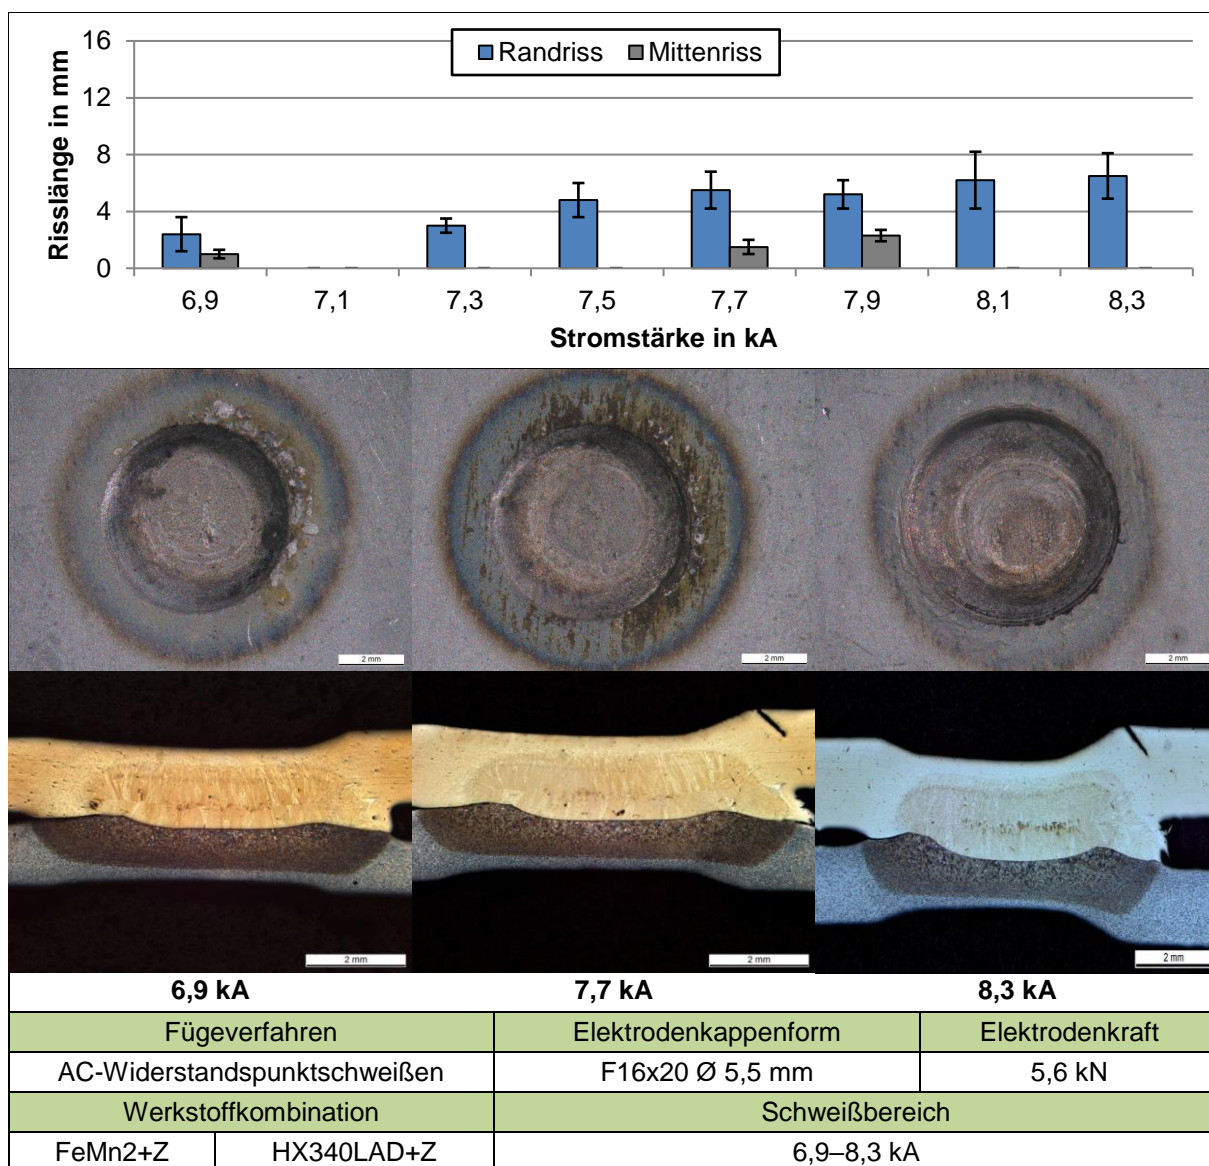 16
12
8
4
0
Risslänge in mm
Randriss Mittenriss
6,9 7,1 7,3 7,5 7,7 7,9 8,1 8,3
Stromstärke in kA
2 mm 2 mm 2 mm
2 mm 2 mm 2 mm
6,9 kA 7,7 kA 8,3 kA
Fügeverfahren Elektrodenkappenform Elektrodenkraft
AC-Widerstandspunktschweißen F16x20 Ø 5,5 mm 5,6 kN
Werkstoffkombination Schweißbereich
FeMn2+Z HX340LAD+Z 6,9–8,3 kA